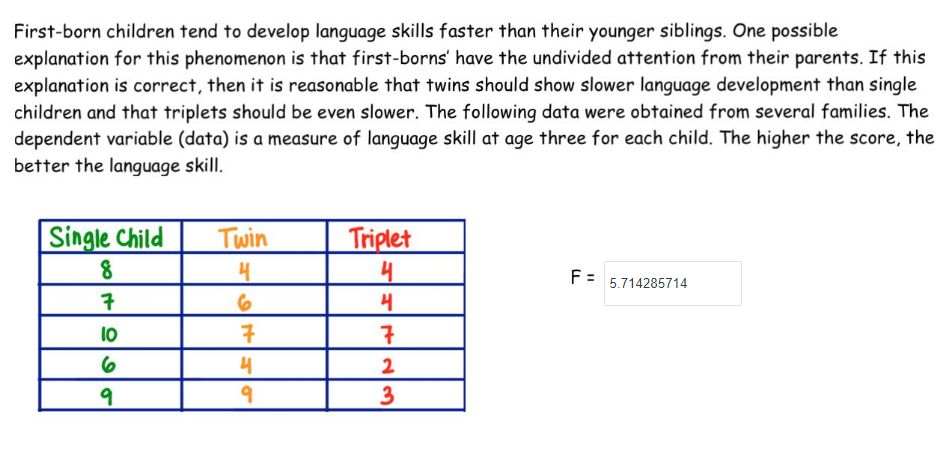 First-born children tend to develop language skills faster than their younger siblings. One possible
explanation for this phenomenon is that first-borns' have the undivided attention from their parents. If this
explanation is correct, then it is reasonable that twins should show slower language development than single
children and that triplets should be even slower. The following data were obtained from several families. The
dependent variable (data) is a measure of language skill at age three for each child. The higher the score, the
better the language skill.
Single Child Twin Triplet
8 4 4
7 6 4
10 7 7
6 4 2
9 9 3
F = 5.714285714